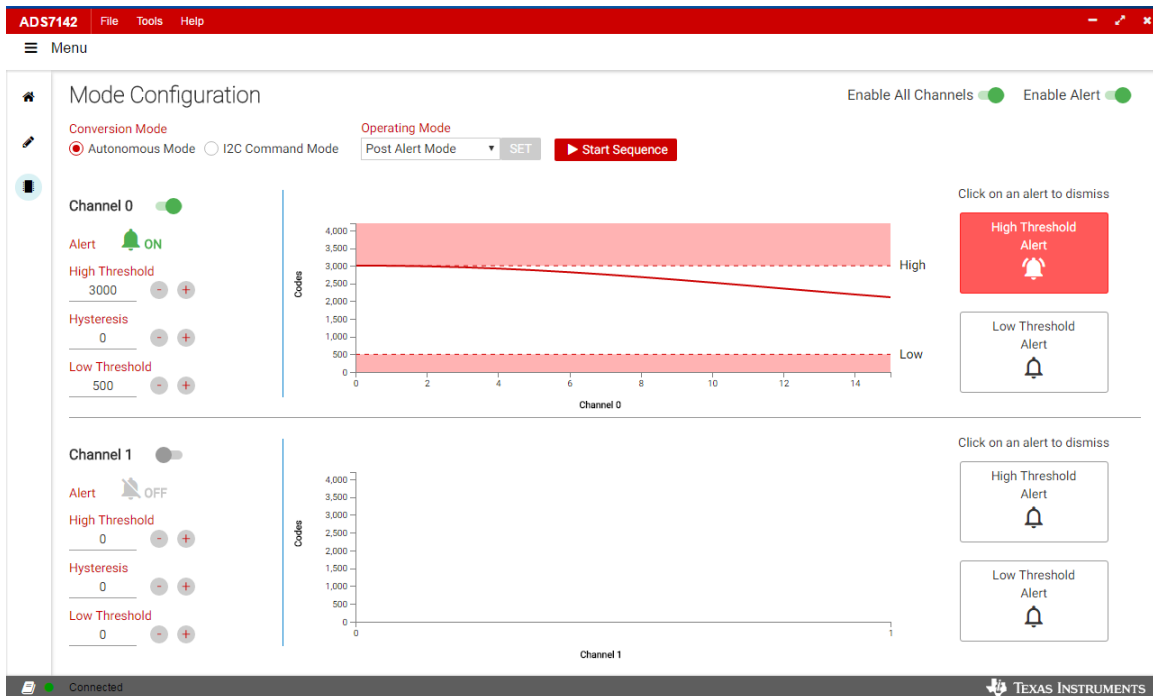 ADS7142 File Tools Help
Menu
Mode Configuration
Enable All Channels Enable Alert
Conversion Mode
Autonomous Mode I2C Command Mode
Operating Mode
Post Alert Mode SET Start Sequence
Channel 0
Alert ON
High Threshold
3000 - +
Hysteresis
0 - +
Low Threshold
500 - +
Codes
4,000
3,500
3,000
2,500
2,000
1,500
1,000
500
0
0 2 4 6 8 10 12 14
Channel 0
High
Low
Click on an alert to dismiss
High Threshold
Alert
Low Threshold
Alert
Channel 1
Alert OFF
High Threshold
0 - +
Hysteresis
0 - +
Low Threshold
0 - +
Codes
4,000
3,500
3,000
2,500
2,000
1,500
1,000
500
0
0 1
Channel 1
Click on an alert to dismiss
High Threshold
Alert
Low Threshold
Alert
Connected
TEXAS INSTRUMENTS